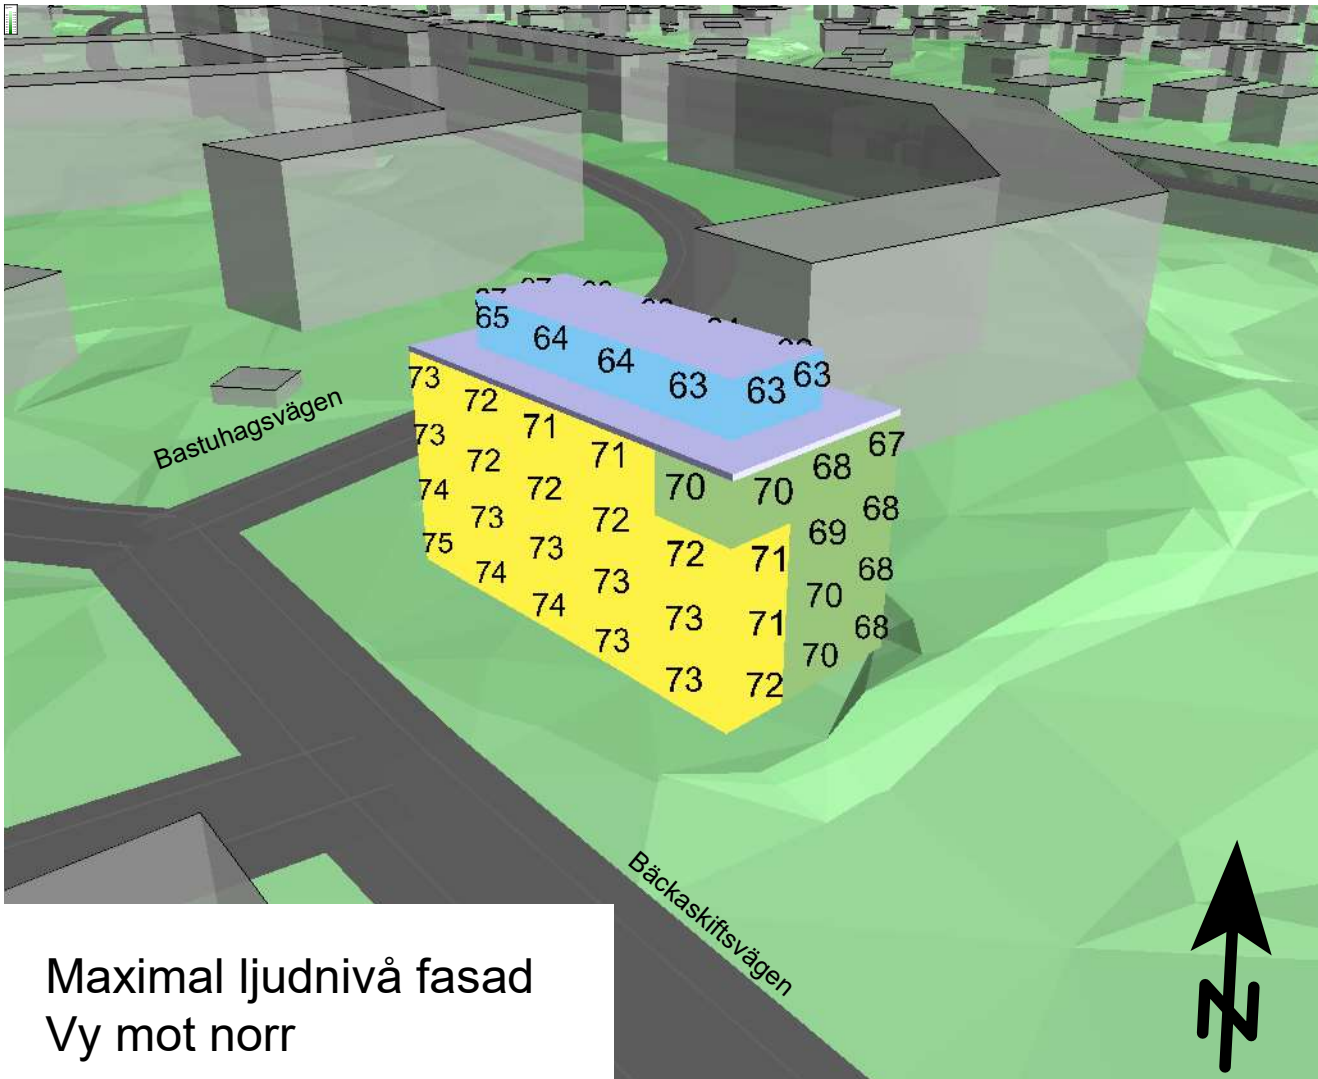 65 64 64 63 63 63
73 72 71 71 70 70 68 67
73 72 72 72 72 71 69 68
74 73 73 73 73 71 70 68
75 74 74 73 73 72 70 68
Bastuhagsvägen
Bäckaskiftsvägen
Maximal ljudnivå fasad
Vy mot norr
N